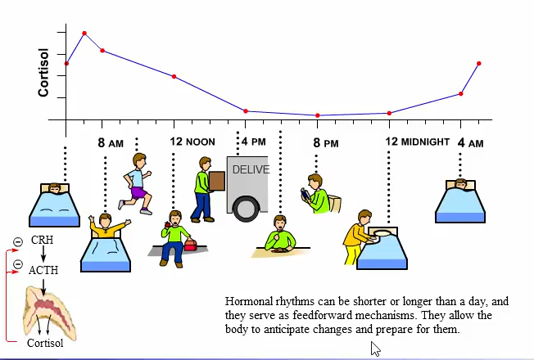 Cortisol
8 AM
12 NOON
4 PM
8 PM
12 MIDNIGHT
4 AM
DELIVE
CRH
ACTH
Cortisol
Hormonal rhythms can be shorter or longer than a day, and
they serve as feedforward mechanisms. They allow the
body to anticipate changes and prepare for them.